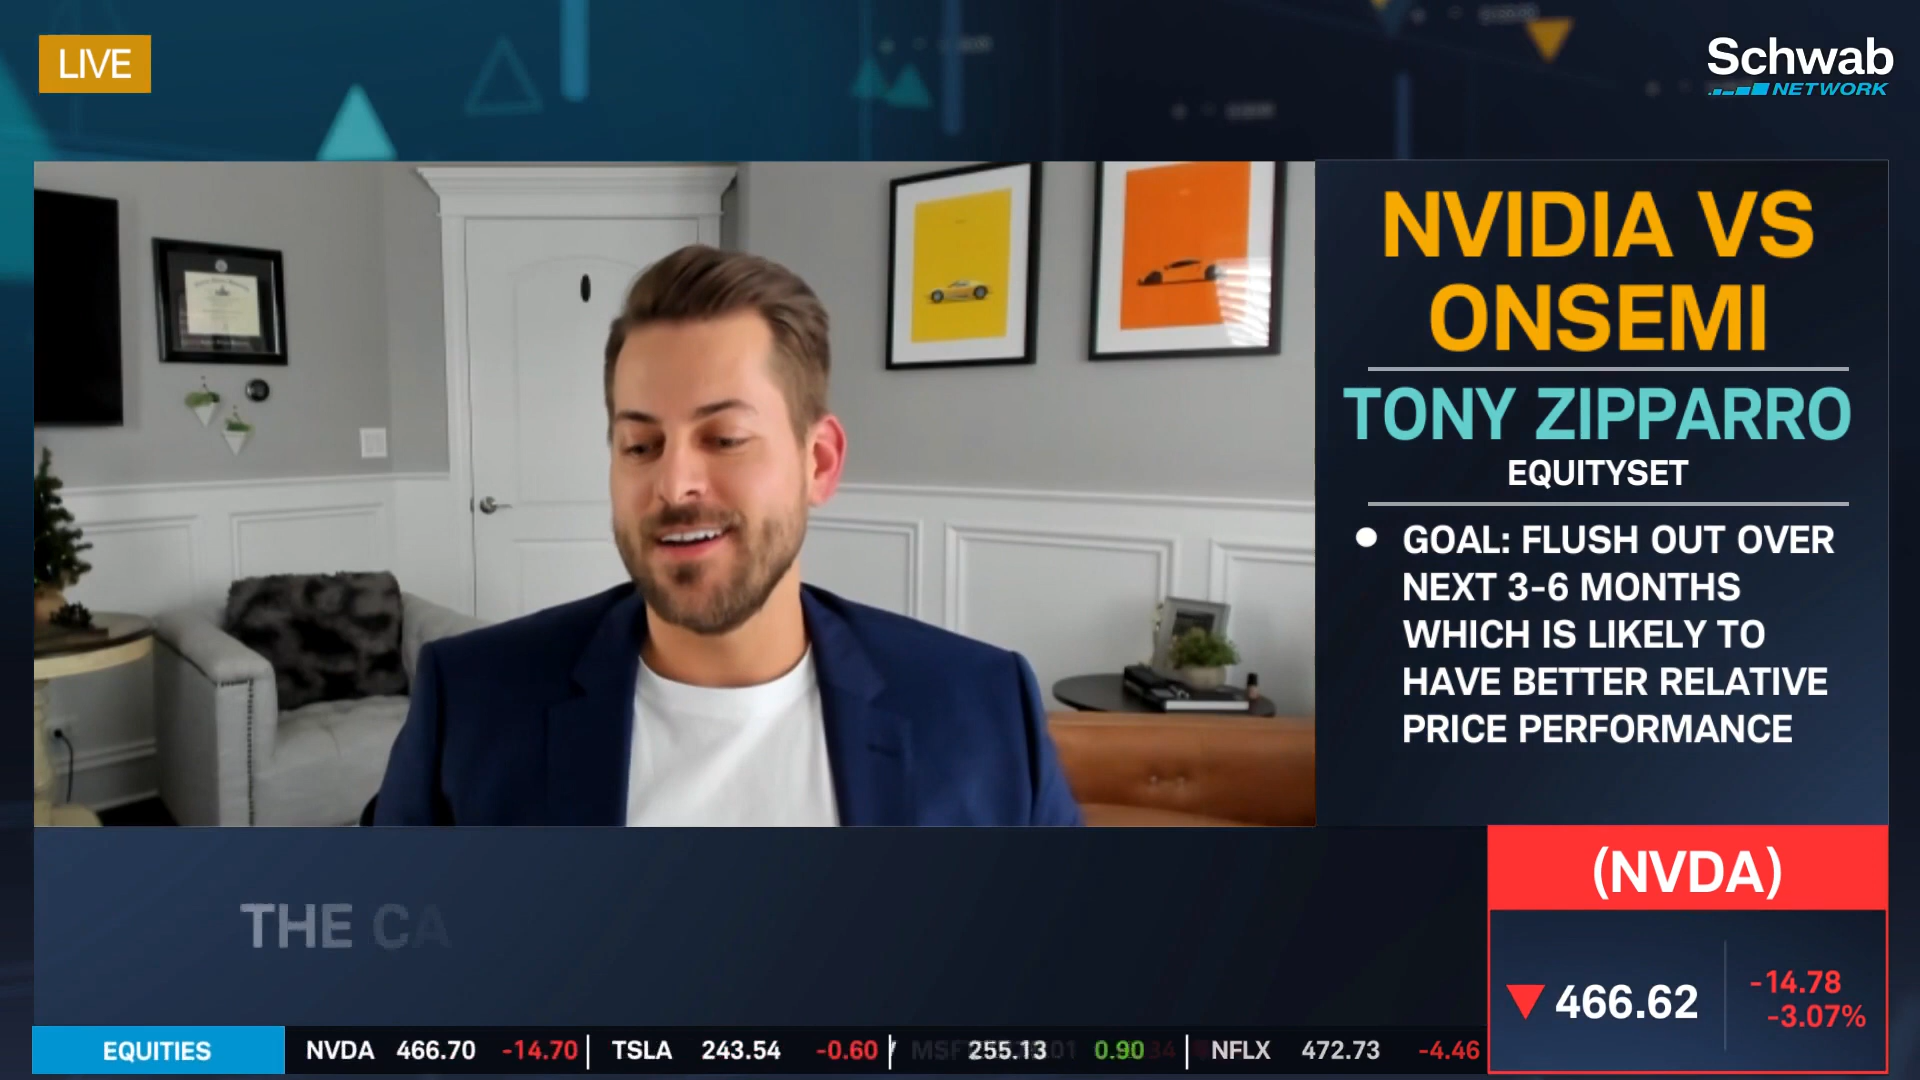 LIVE
Schwab
NETWORK
NVIDIA VS
ONSEMI
TONY ZIPPARRO
EQUITYSET
● GOAL: FLUSH OUT OVER
NEXT 3-6 MONTHS
WHICH IS LIKELY TO
HAVE BETTER RELATIVE
PRICE PERFORMANCE
THE CA
(NVDA)
▼ 466.62
-14.78
-3.07%
EQUITIES
NVDA 466.70 -14.70 | TSLA 243.54 -0.60 | MSF 255.13 0.90 | NFLX 472.73 -4.46